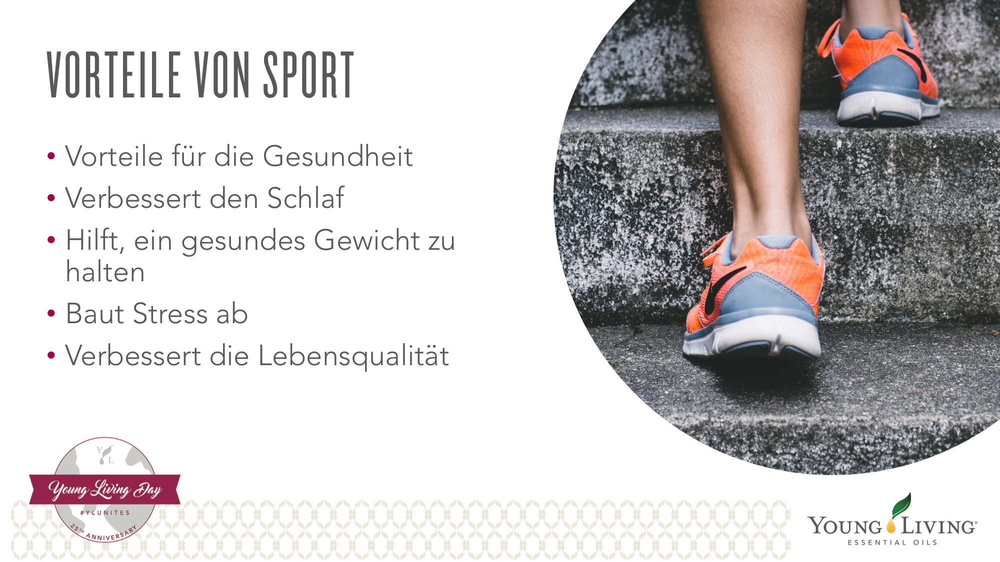 VORTEILE VON SPORT
• Vorteile für die Gesundheit
• Verbessert den Schlaf
• Hilft, ein gesundes Gewicht zu
halten
• Baut Stress ab
• Verbessert die Lebensqualität
Y L
Young Living Day
#YLUNITES
25TH ANNIVERSARY
YOUNG LIVING®
ESSENTIAL OILS